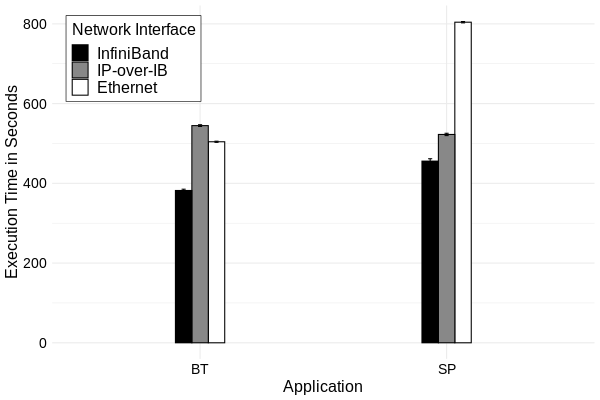 Network Interface
InfiniBand
IP-over-IB
Ethernet
Execution Time in Seconds
800
600
400
200
0
BT
SP
Application